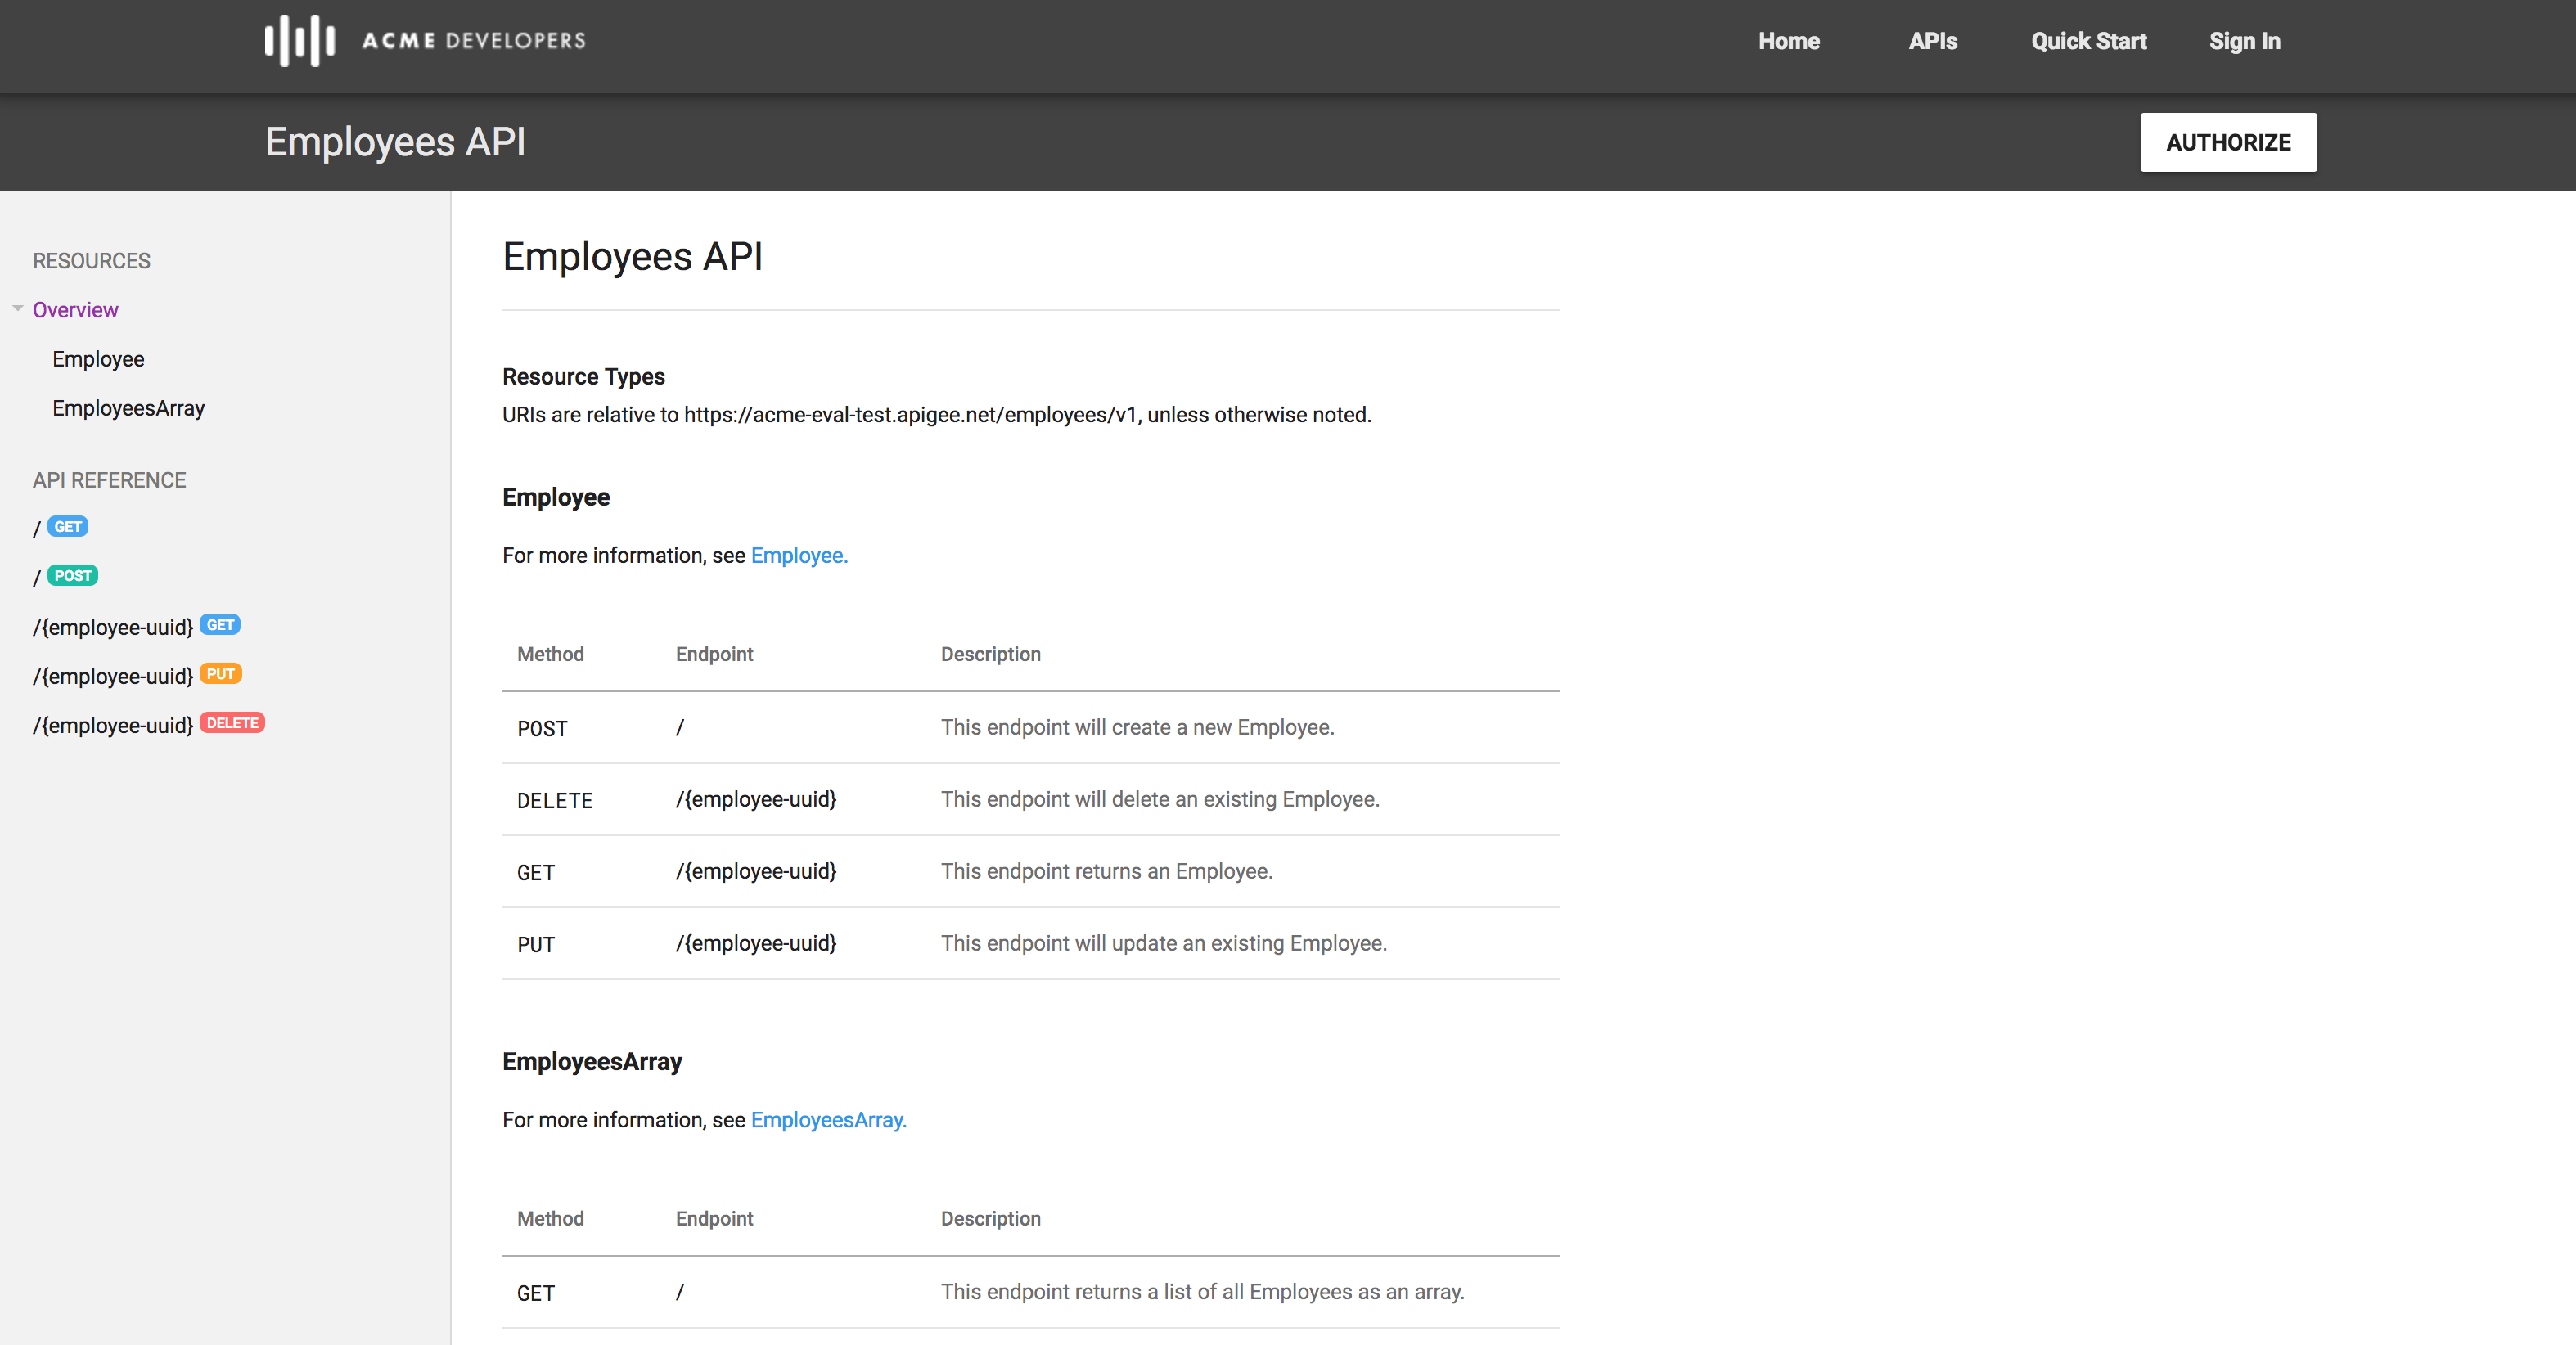 ACME DEVELOPERS
Home APIs Quick Start Sign In
Employees API
AUTHORIZE
RESOURCES
Overview
Employee
EmployeesArray
API REFERENCE
/ GET
/ POST
/{employee-uuid} GET
/{employee-uuid} PUT
/{employee-uuid} DELETE
Employees API
Resource Types
URIs are relative to https://acme-eval-test.apigee.net/employees/v1, unless otherwise noted.
Employee
For more information, see Employee.
Method Endpoint Description
POST / This endpoint will create a new Employee.
DELETE /{employee-uuid} This endpoint will delete an existing Employee.
GET /{employee-uuid} This endpoint returns an Employee.
PUT /{employee-uuid} This endpoint will update an existing Employee.
EmployeesArray
For more information, see EmployeesArray.
Method Endpoint Description
GET / This endpoint returns a list of all Employees as an array.